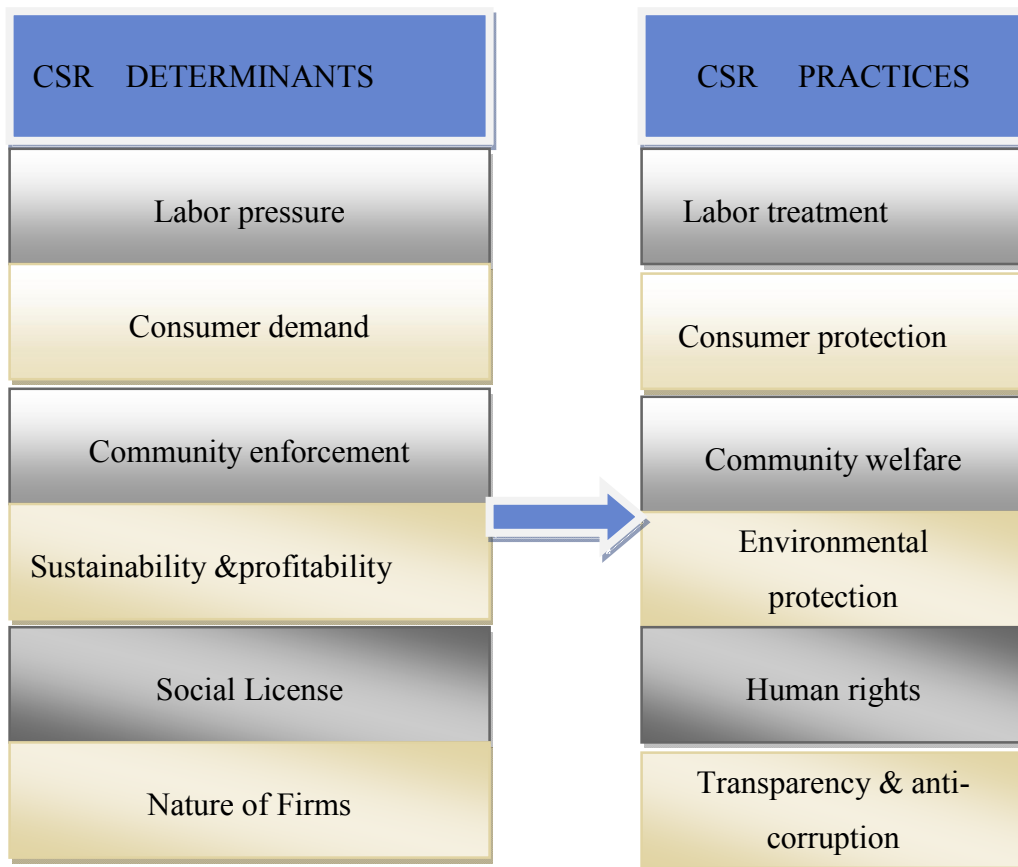 CSR DETERMINANTS
Labor pressure
Consumer demand
Community enforcement
Sustainability &profitability
Social License
Nature of Firms
CSR PRACTICES
Labor treatment
Consumer protection
Community welfare
Environmental
protection
Human rights
Transparency & anti-
corruption